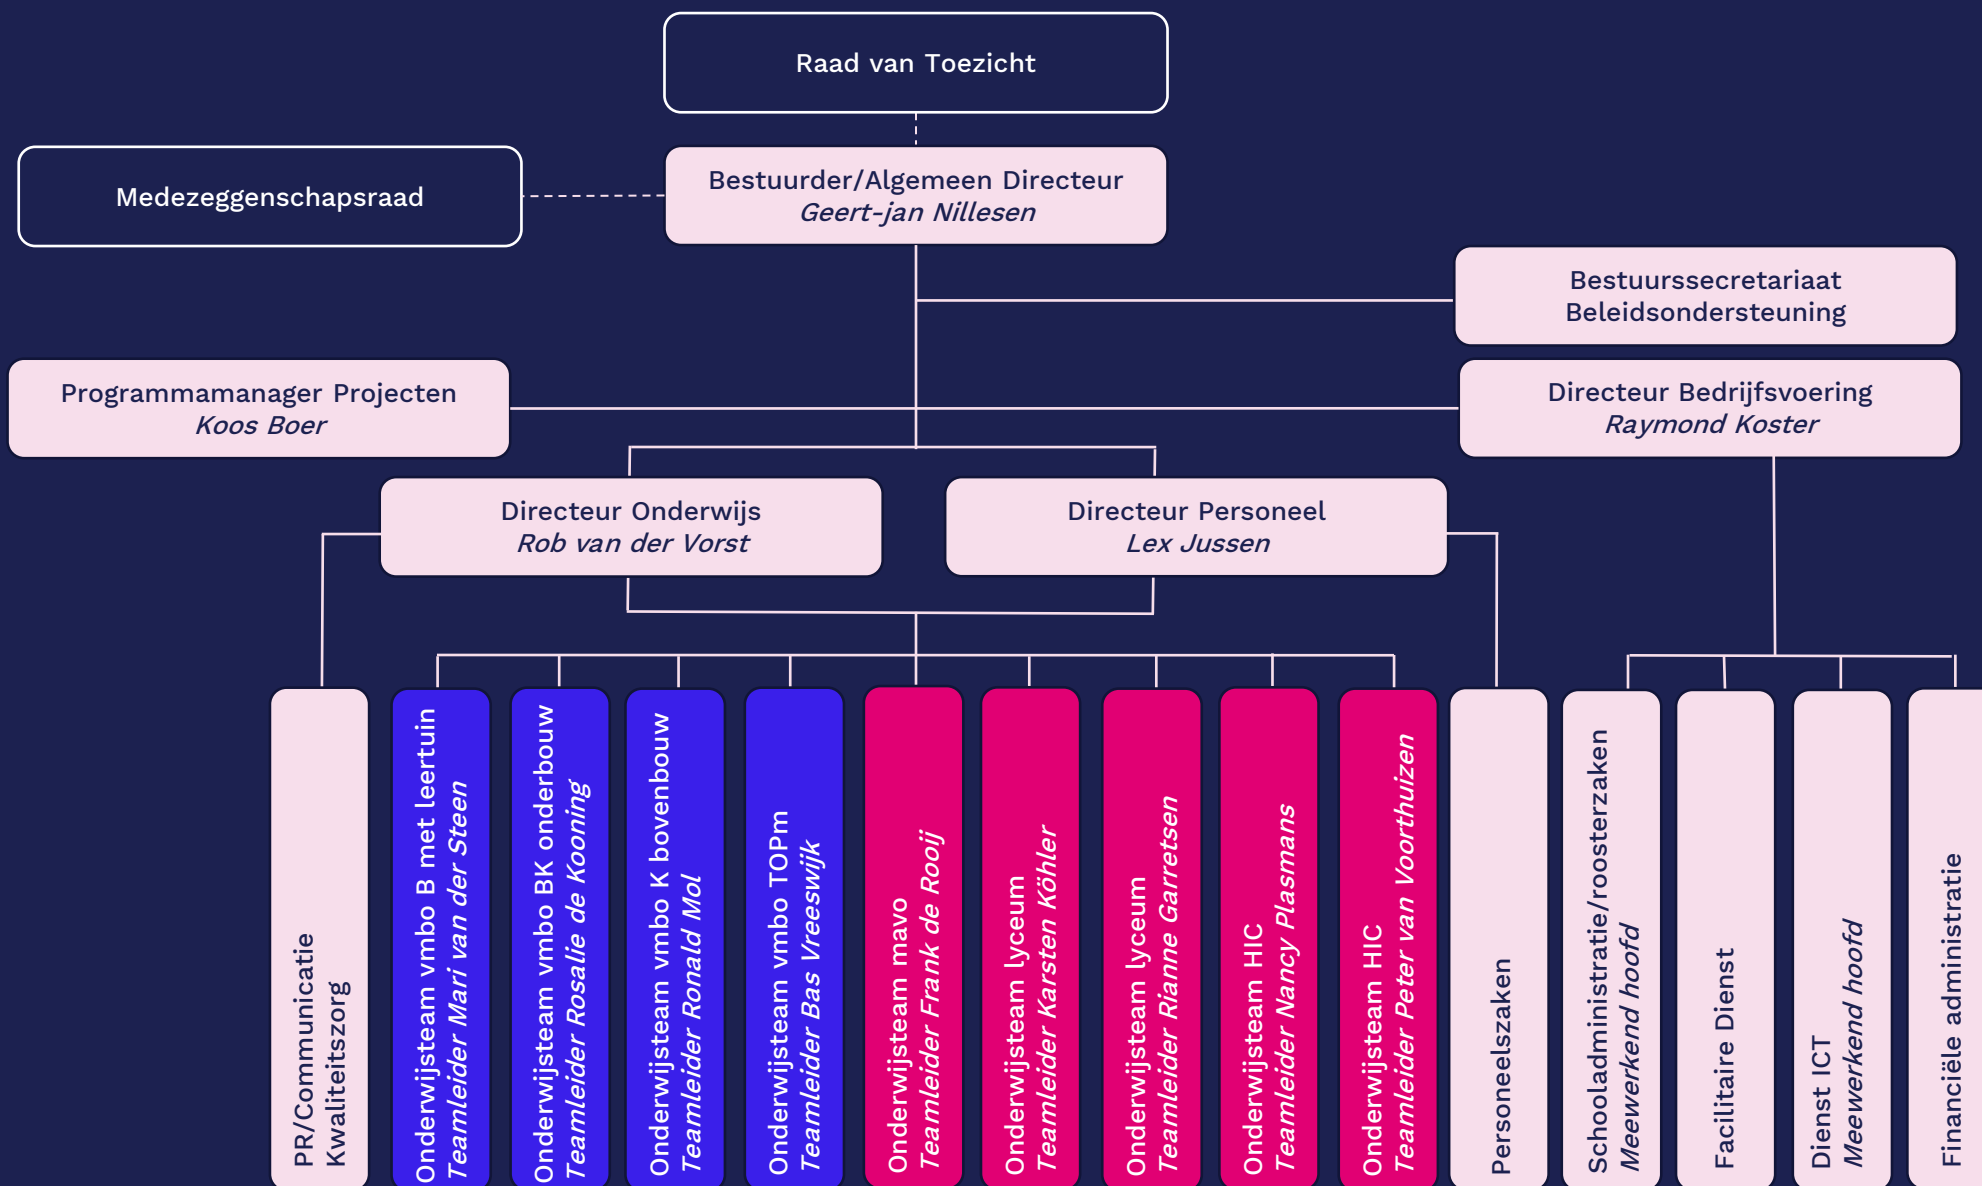 Raad van Toezicht
Medezeggenschapsraad
Bestuurder/Algemeen Directeur
Geert-jan Nillesen
Bestuurssecretariaat
Beleidsondersteuning
Programmamanager Projecten
Koos Boer
Directeur Bedrijfsvoering
Raymond Koster
Directeur Onderwijs
Rob van der Vorst
Directeur Personeel
Lex Jussen
PR/Communicatie
Kwaliteitszorg
Onderwijsteam vmbo B met leertuin
Teamleider Mari van der Steen
Onderwijsteam vmbo BK onderbouw
Teamleider Rosalie de Kooning
Onderwijsteam vmbo K bovenbouw
Teamleider Ronald Mol
Onderwijsteam vmbo TOPm
Teamleider Bas Vreeswijk
Onderwijsteam mavo
Teamleider Frank de Rooij
Onderwijsteam lyceum
Teamleider Karsten Köhler
Onderwijsteam lyceum
Teamleider Rianne Garretsen
Onderwijsteam HIC
Teamleider Nancy Plasmans
Onderwijsteam HIC
Teamleider Peter van Voorthuizen
Personeelszaken
Schooladministratie/roosterzaken
Meewerkend hoofd
Facilitaire Dienst
Dienst ICT
Meewerkend hoofd
Financiële administratie